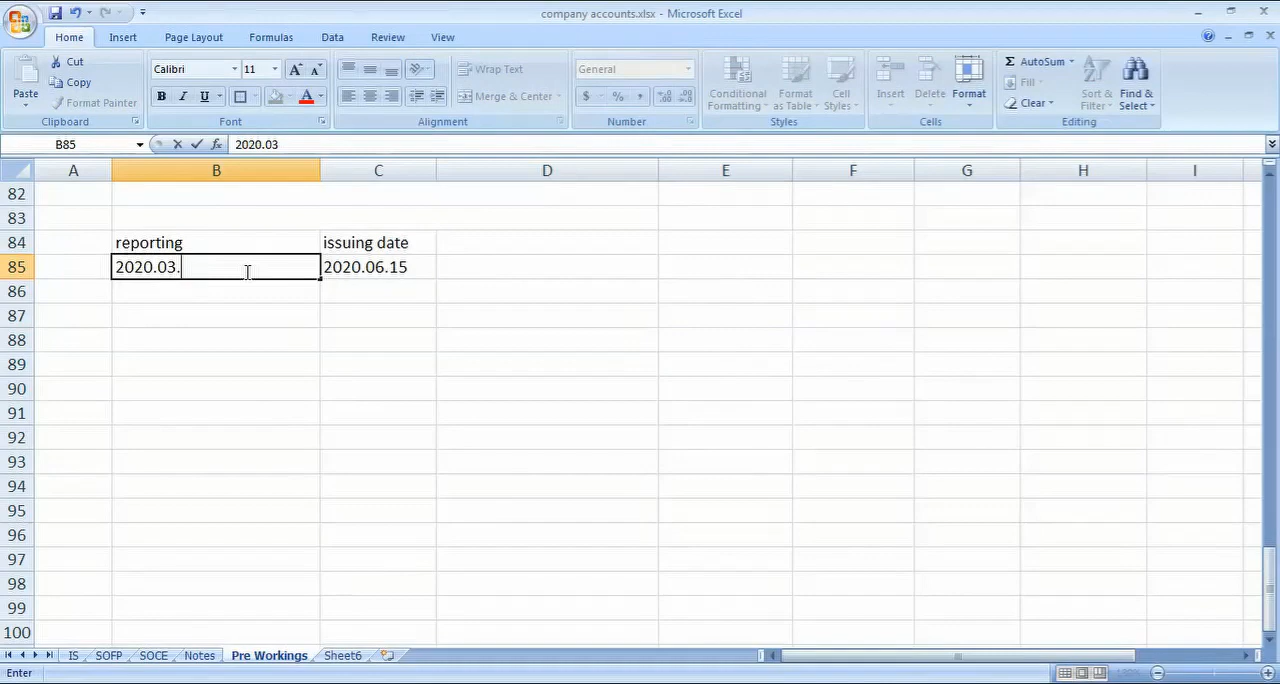 company accounts.xlsx - Microsoft Excel
Home Insert Page Layout Formulas Data Review View
Paste Cut Copy Format Painter
Calibri 11
B I U
Wrap Text
Merge & Center
General
$ % ,
Conditional Formatting Format as Table Cell Styles
Insert Delete Format
Σ AutoSum Fill Clear
Sort & Filter Find & Select
Clipboard Font Alignment Number Styles Cells Editing
B85 fx 2020.03
A B C D E F G H I
82
83
84 reporting issuing date
85 2020.03. 2020.06.15
86
87
88
89
90
91
92
93
94
95
96
97
98
99
100
IS SOFP SOCE Notes Pre Workings Sheet6
Enter